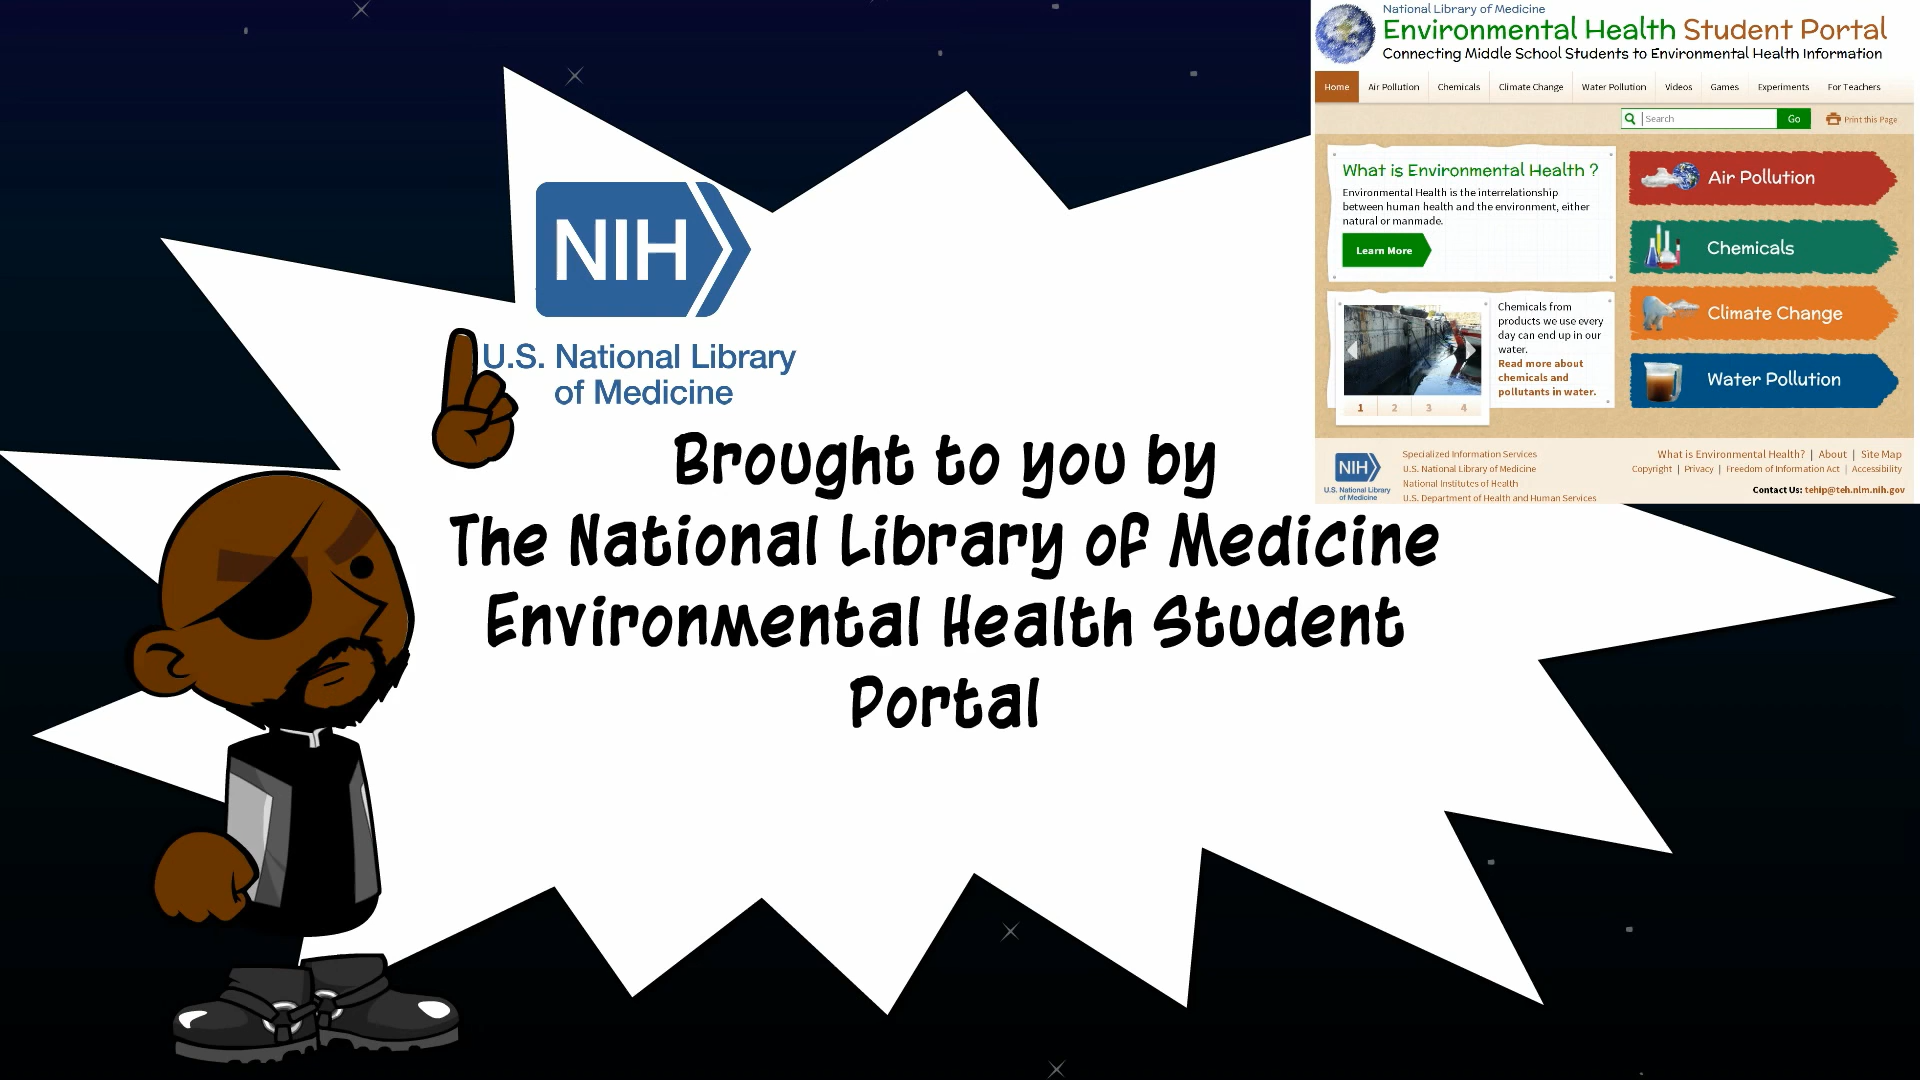 NIH
U.S. National Library
of Medicine
Brought to you by
The National Library of Medicine
Environmental Health Student
Portal
National Library of Medicine
Environmental Health Student Portal
Connecting Middle School Students to Environmental Health Information
Home Air Pollution Chemicals Climate Change Water Pollution Videos Games Experiments For Teachers
Search Go Print this Page
What is Environmental Health ?
Environmental Health is the interrelationship
between human health and the environment, either
natural or manmade.
Learn More
Chemicals from
products we use every
day can end up in our
water.
Read more about
chemicals and
pollutants in water.
1 2 3 4
Air Pollution
Chemicals
Climate Change
Water Pollution
NIH
U.S. National Library
of Medicine
Specialized Information Services
U.S. National Library of Medicine
National Institutes of Health
U.S. Department of Health and Human Services
What is Environmental Health? | About | Site Map
Copyright | Privacy | Freedom of Information Act | Accessibility
Contact Us: tehip@teh.nlm.nih.gov